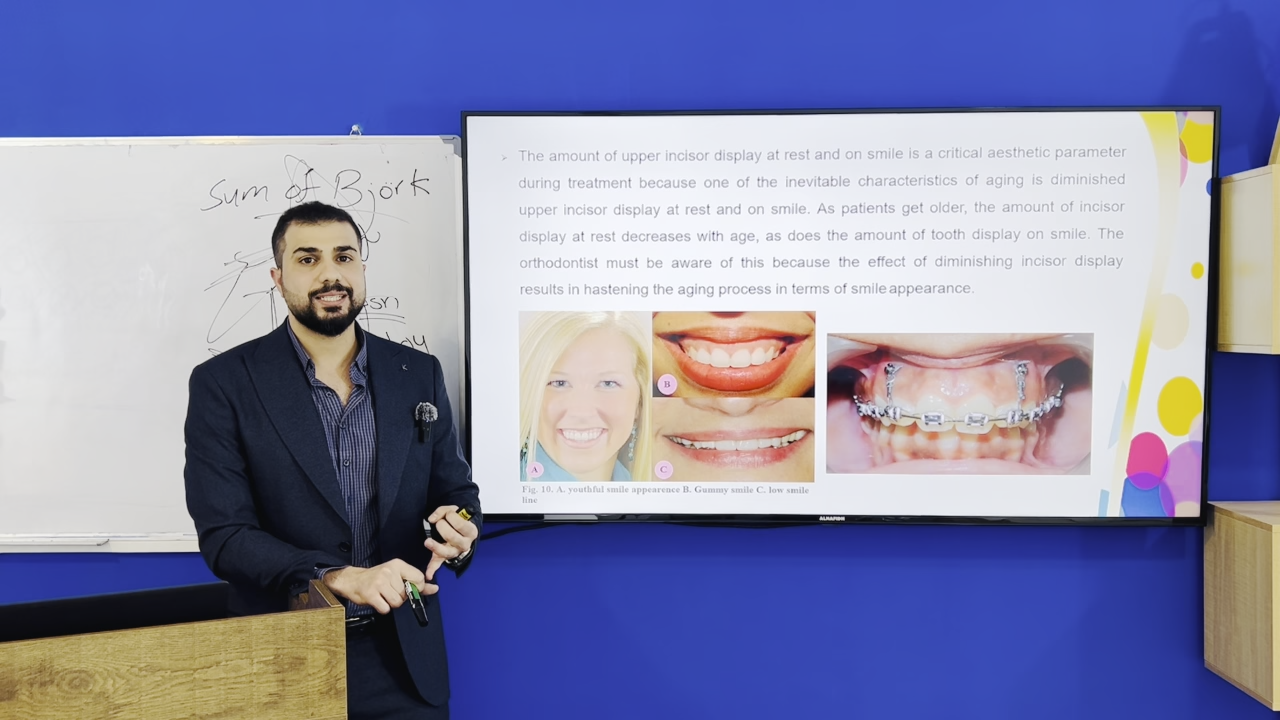 Sum of Björk
The amount of upper incisor display at rest and on smile is a critical aesthetic parameter
during treatment because one of the inevitable characteristics of aging is diminished
upper incisor display at rest and on smile. As patients get older, the amount of incisor
display at rest decreases with age, as does the amount of tooth display on smile. The
orthodontist must be aware of this because the effect of diminishing incisor display
results in hastening the aging process in terms of smile appearance.
A
B
C
Fig. 10. A. youthful smile appearence B. Gummy smile C. low smile
line